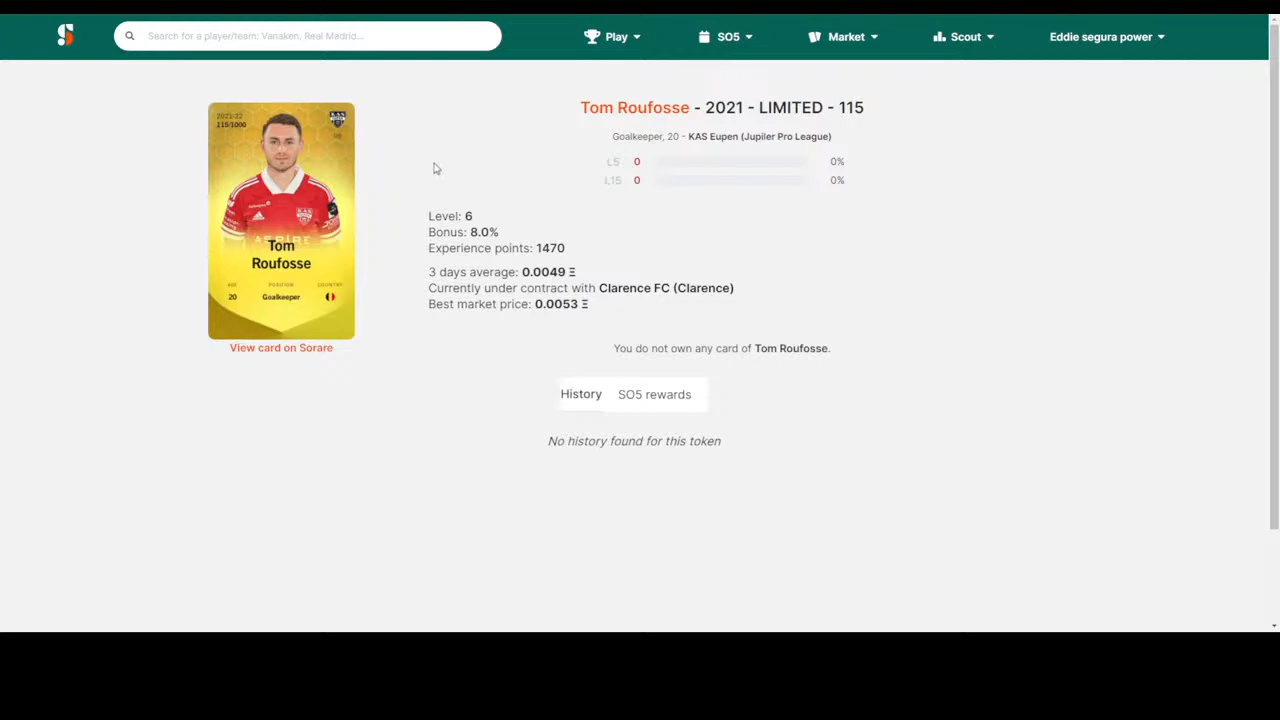 Search for a player/team: Vanaken, Real Madrid...
Play
SO5
Market
Scout
Eddie segura power
2021-22
115/1000
KAS
Tom
Roufosse
AGE POSITION COUNTRY
20 Goalkeeper
View card on Sorare
Tom Roufosse - 2021 - LIMITED - 115
Goalkeeper, 20 - KAS Eupen (Jupiler Pro League)
L5 0 0%
L15 0 0%
Level: 6
Bonus: 8.0%
Experience points: 1470
3 days average: 0.0049 Ξ
Currently under contract with Clarence FC (Clarence)
Best market price: 0.0053 Ξ
You do not own any card of Tom Roufosse.
History SO5 rewards
No history found for this token